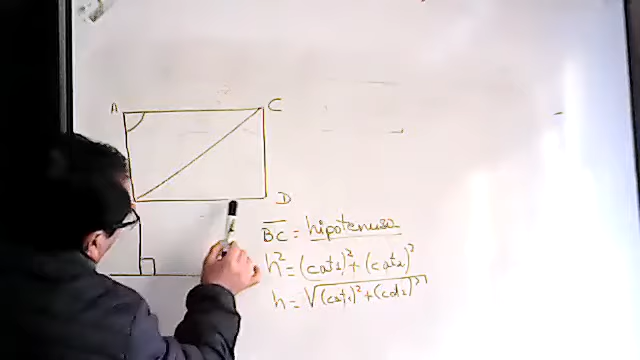 A C
D
BC = hipotenusa
h² = (cat₁)² + (cat₂)²
h = √(cat₁)² + (cat₂)²